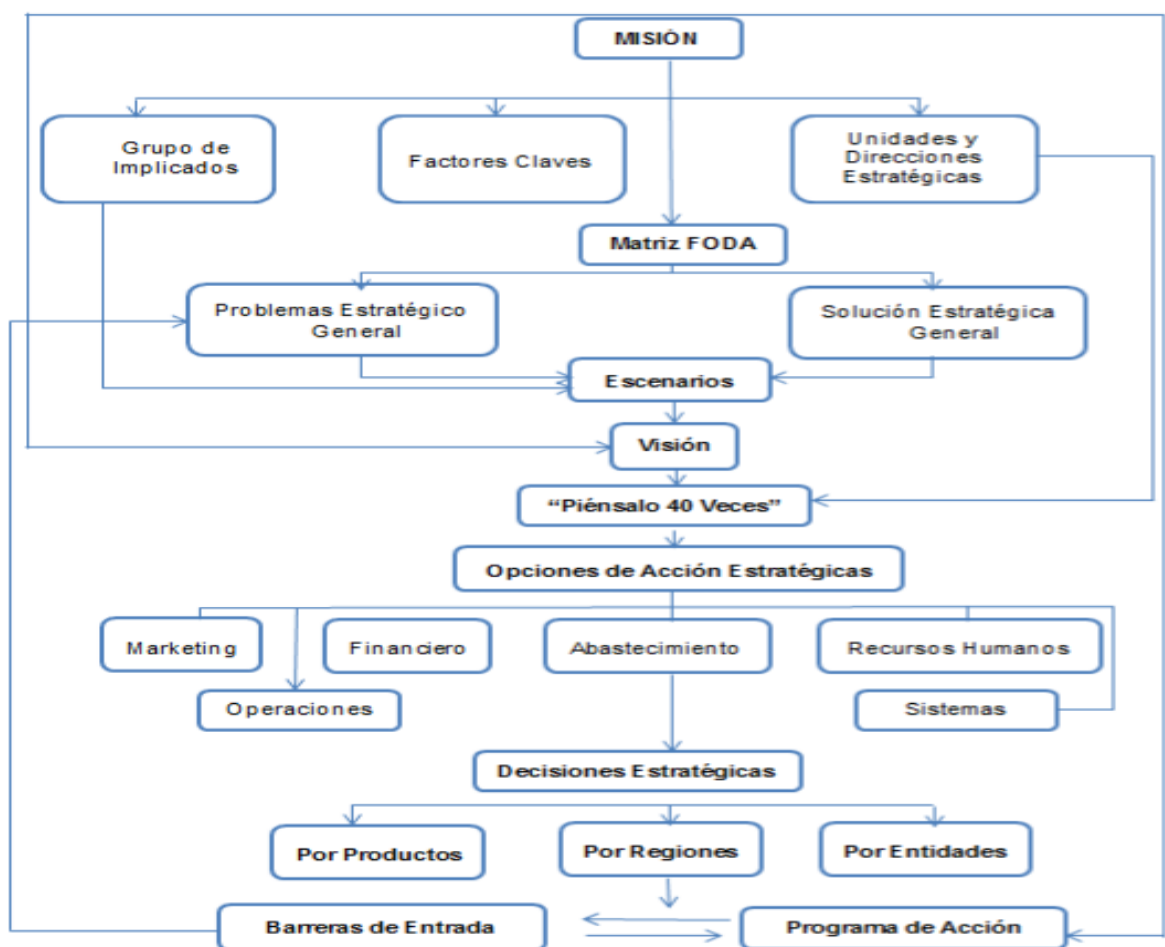 MISIÓN
Grupo de
Implicados
Factores Claves
Unidades y
Direcciones
Estratégicas
Matriz FODA
Problemas Estratégico
General
Solución Estratégica
General
Escenarios
Visión
“Piénsalo 40 Veces”
Opciones de Acción Estratégicas
Marketing
Financiero
Abastecimiento
Recursos Humanos
Operaciones
Sistemas
Decisiones Estratégicas
Por Productos
Por Regiones
Por Entidades
Barreras de Entrada
Programa de Acción